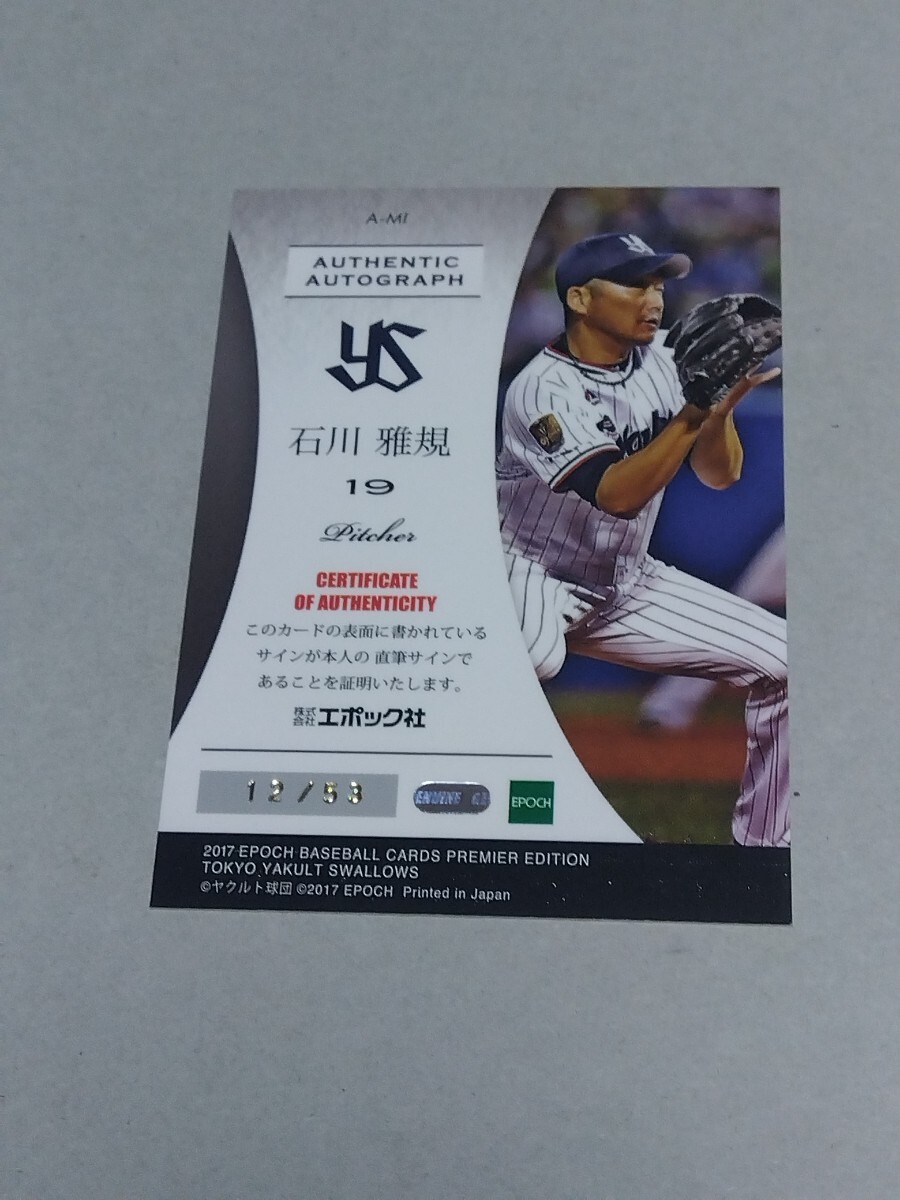 A-MI
AUTHENTIC
AUTOGRAPH
YS
石川 雅規
19
Pitcher
CERTIFICATE
OF AUTHENTICITY
このカードの表面に書かれている
サインが本人の 直筆サインで
あることを証明いたします。
株式会社エポック社
12/53
ENUINE GE
EPOCH
2017 EPOCH BASEBALL CARDS PREMIER EDITION
TOKYO YAKULT SWALLOWS
©ヤクルト球団 ©2017 EPOCH Printed in Japan